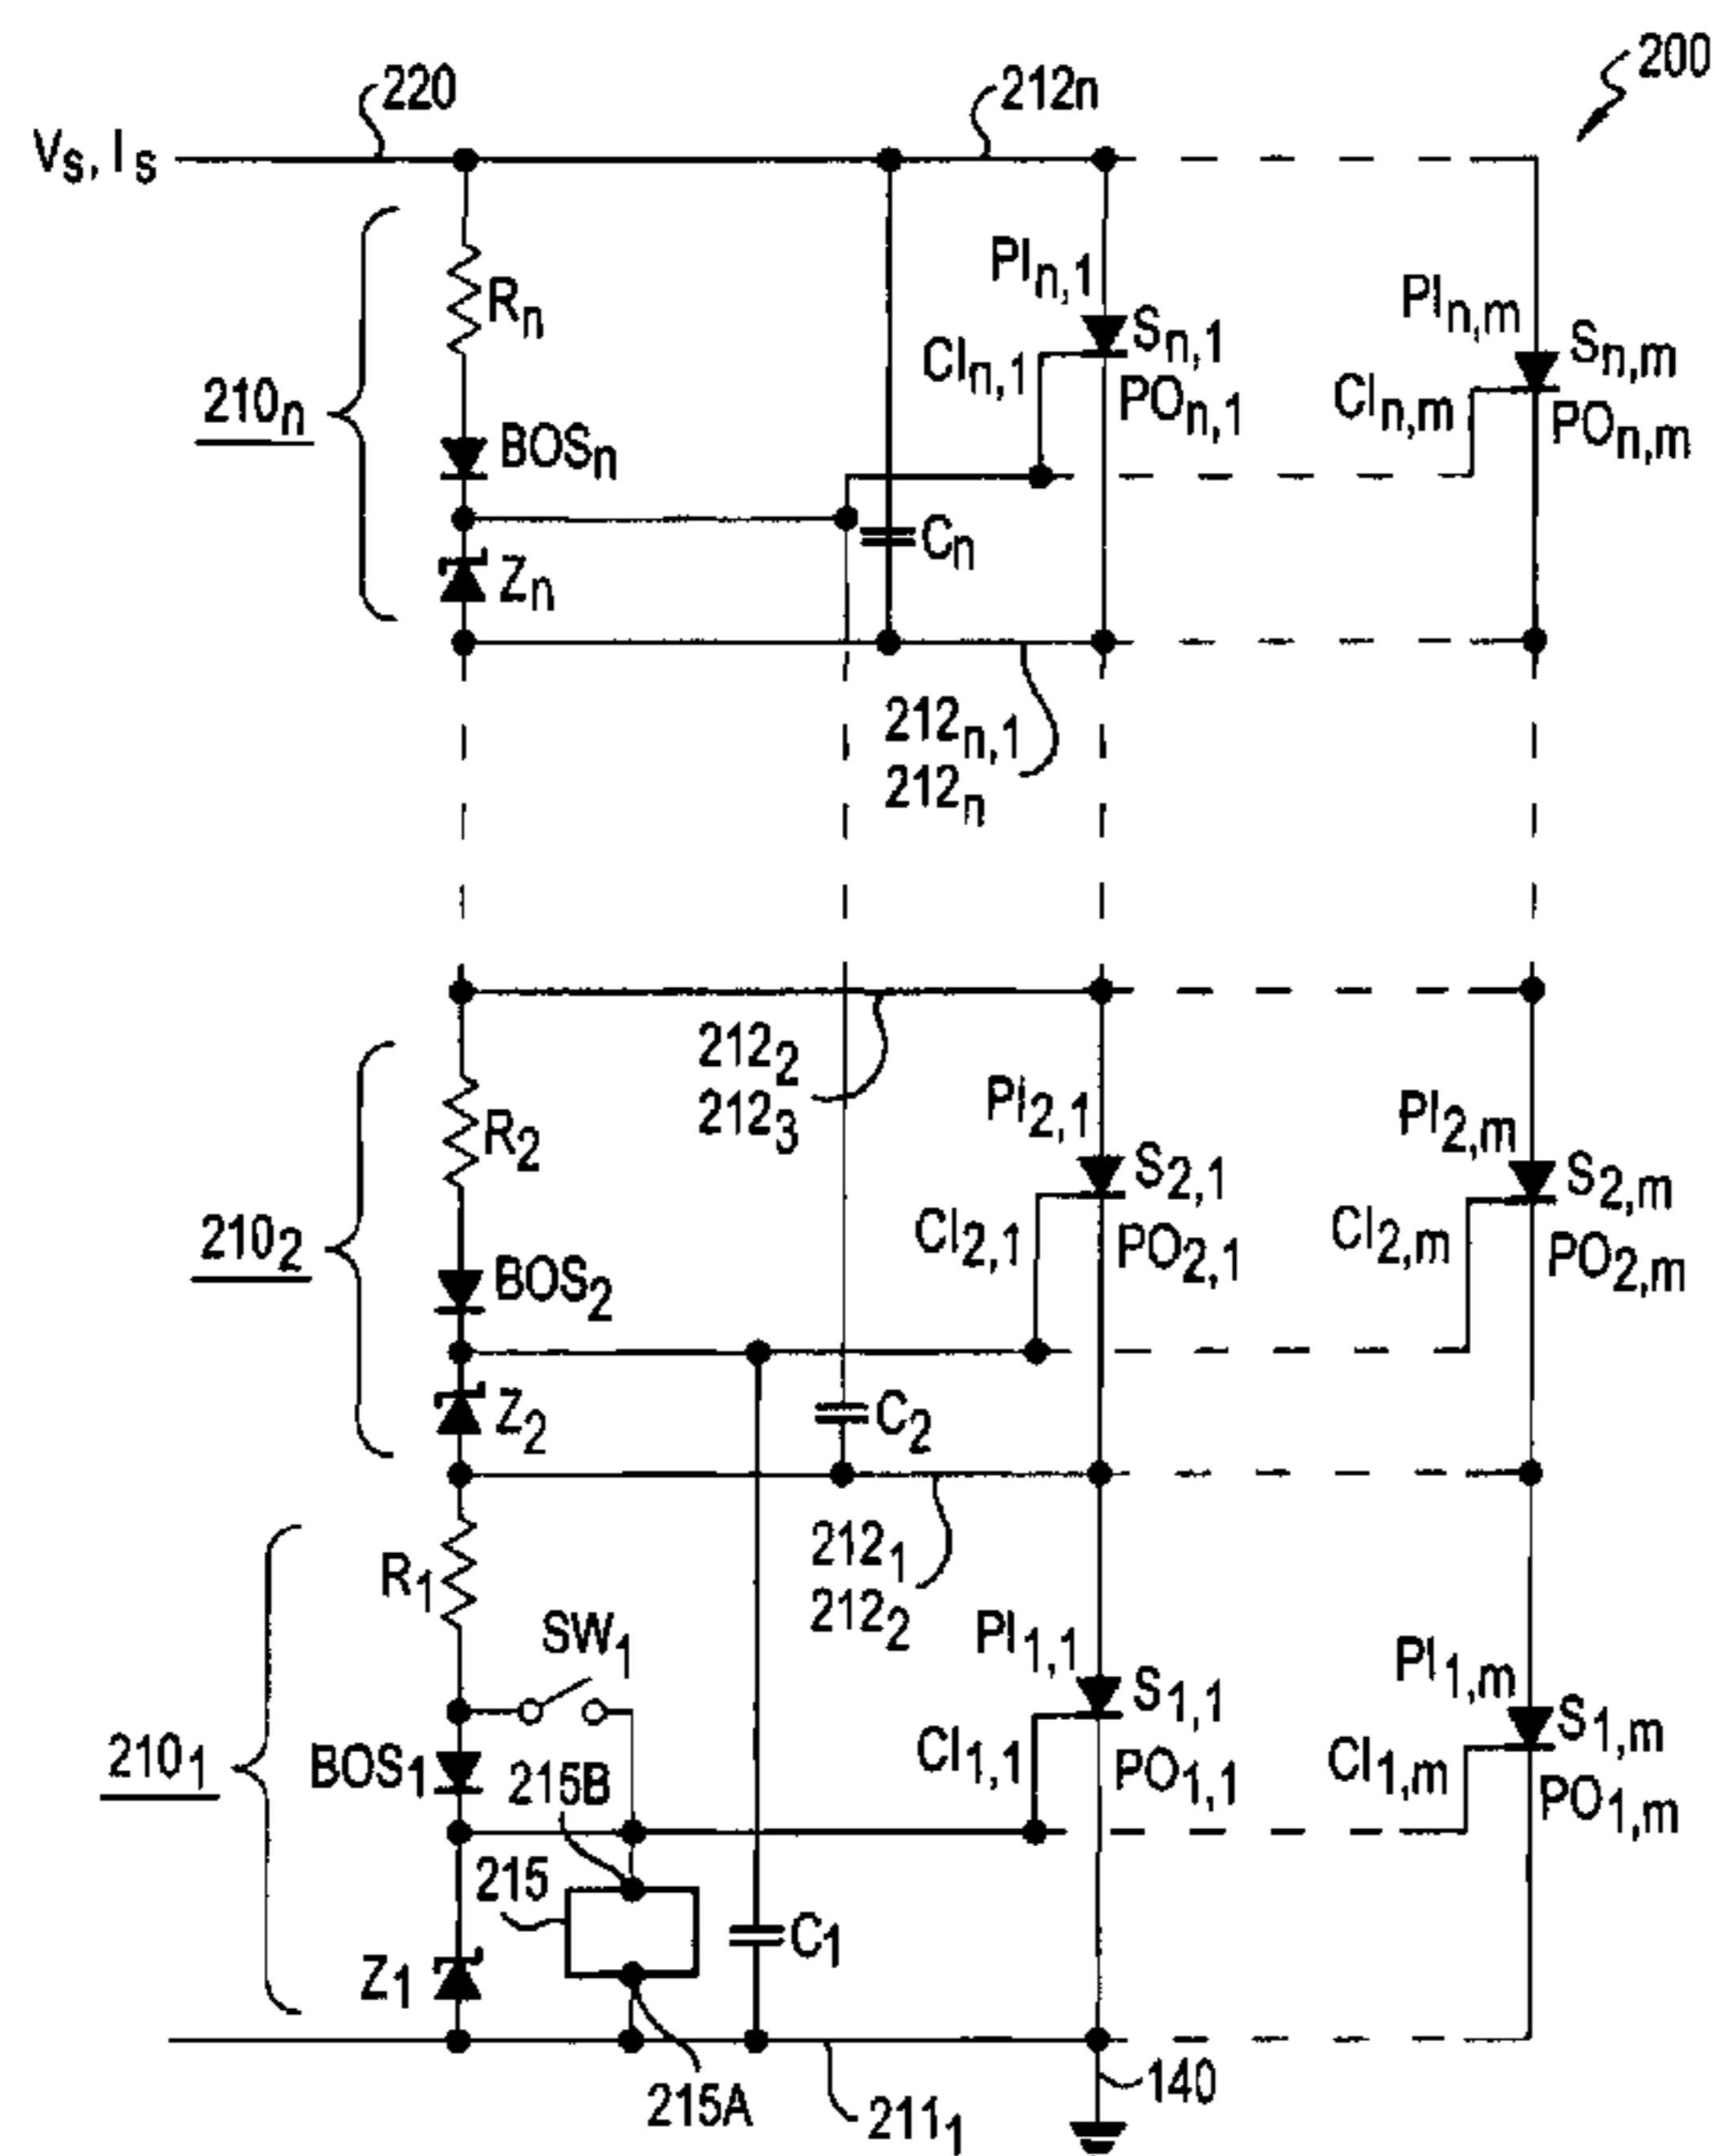 200
220
212n
Vs, Is
PIn,1
Rn
Sn,1
PIn,m
Sn,m
CIn,1
210n
POn,1
CIn,m
POn,m
BOSn
Cn
Zn
212n,1
212n
2122
2123
PI2,1
PI2,m
R2
S2,1
S2,m
2102
CI2,1
PO2,1
CI2,m
PO2,m
BOS2
Z2
C2
2121
2122
R1
SW1
PI1,1
PI1,m
S1,1
S1,m
2101
BOS1
215B
CI1,1
PO1,1
CI1,m
PO1,m
215
C1
Z1
215A
2111
140